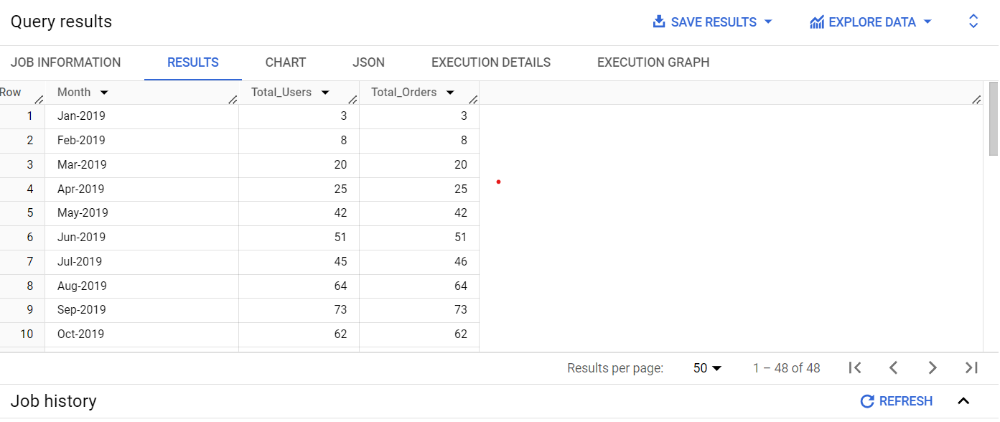 Query results SAVE RESULTS EXPLORE DATA
JOB INFORMATION RESULTS CHART JSON EXECUTION DETAILS EXECUTION GRAPH
Row Month Total_Users Total_Orders
1 Jan-2019 3 3
2 Feb-2019 8 8
3 Mar-2019 20 20
4 Apr-2019 25 25
5 May-2019 42 42
6 Jun-2019 51 51
7 Jul-2019 45 46
8 Aug-2019 64 64
9 Sep-2019 73 73
10 Oct-2019 62 62
Results per page: 50 1 – 48 of 48
Job history REFRESH